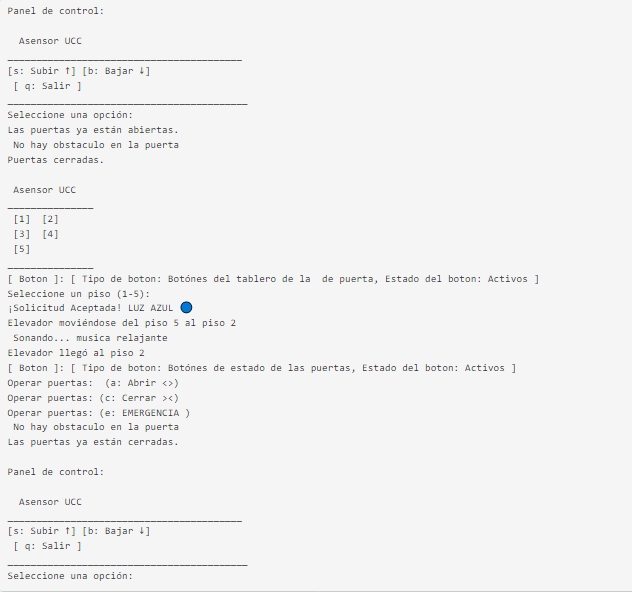 Panel de control:
Asensor UCC
________________________________________
[s: Subir ↑] [b: Bajar ↓]
[ q: Salir ]
_________________________________________
Seleccione una opción:
Las puertas ya están abiertas.
No hay obstaculo en la puerta
Puertas cerradas.
Asensor UCC
_______________
[1] [2]
[3] [4]
[5]
_______________
[ Boton ]: [ Tipo de boton: Botónes del tablero de la  de puerta, Estado del boton: Activos ]
Seleccione un piso (1-5):
¡Solicitud Aceptada! LUZ AZUL 🔵
Elevador moviéndose del piso 5 al piso 2
Sonando... musica relajante
Elevador llegó al piso 2
[ Boton ]: [ Tipo de boton: Botónes de estado de las puertas, Estado del boton: Activos ]
Operar puertas:  (a: Abrir <>)
Operar puertas: (c: Cerrar ><)
Operar puertas: (e: EMERGENCIA )
No hay obstaculo en la puerta
Las puertas ya están cerradas.
Panel de control:
Asensor UCC
________________________________________
[s: Subir ↑] [b: Bajar ↓]
[ q: Salir ]
_________________________________________
Seleccione una opción: